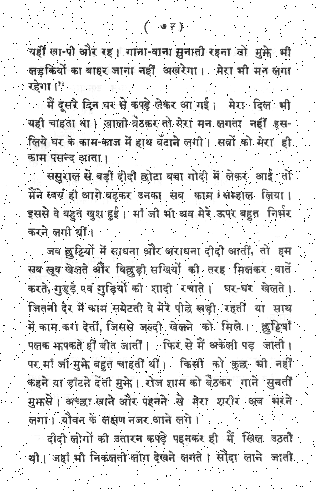 ( ७२ )
यहीं खा-पी और रह। गाना-वाना सुनाती रहना तो मुझे भी
लड़कियों का बाहर जाना नहीं अखरेगा। मेरा भी मन लगा
रहेगा।'
मैं दूसरे दिन घर से कपड़े लेकर आ गई। मेरा दिल भी
यही चाहता था। खाली बैठकर तो मेरा मन लगता नहीं इस-
लिये घर के काम-काज में हाथ बँटाने लगी। सबों को मेरा ही
काम पसन्द आता।
ससुराल से बड़ी दीदी छोटा बचा गोदी में लेकर आई तो
मैंने स्वयं ही आगे बढ़कर उनका सब काम संम्हाल लिया।
इससे वे बहुत खुश हुई। माँ जी भी अब मेरे ऊपर बहुत निर्भर
करने लगी थीं।
जब छुट्टियों में साधना और आराधना दीदी आतीं, तो हम
सब खूब खेलते और बिछुड़ी सखियों की तरह मिलकर बातें
करते, गुड्डे एवं गुड़ियों की शादी रचाते। घर-घर खेलते।
जितनी देर में काम समेटती वे मेरे पीछे खड़ी रहतीं या साथ
में काम करा देतीं, जिससे जल्दी खेलने को मिले। छुट्टियाँ
पलक झपकते ही बीत जातीं। फिर से मैं अकेली पड़ जाती।
पर माँ जी मुझे बहुत चाहतीं थीं। किसी को कुछ भी नहीं
कहने या डाँटने देतीं मुझे। रोज शाम को बैठकर गाने सुनतीं
मुझसे। अच्छा खाने और पहनने से मेरा शरीर अब भरने
लगा। यौवन के लक्षण नजर आने लगे।
दीदी लोगों की उतारन कपड़े पहनकर ही मैं खिल उठती
थी। जहाँ भी निकलती लोग देखने लगते। सौदा लाने जाती